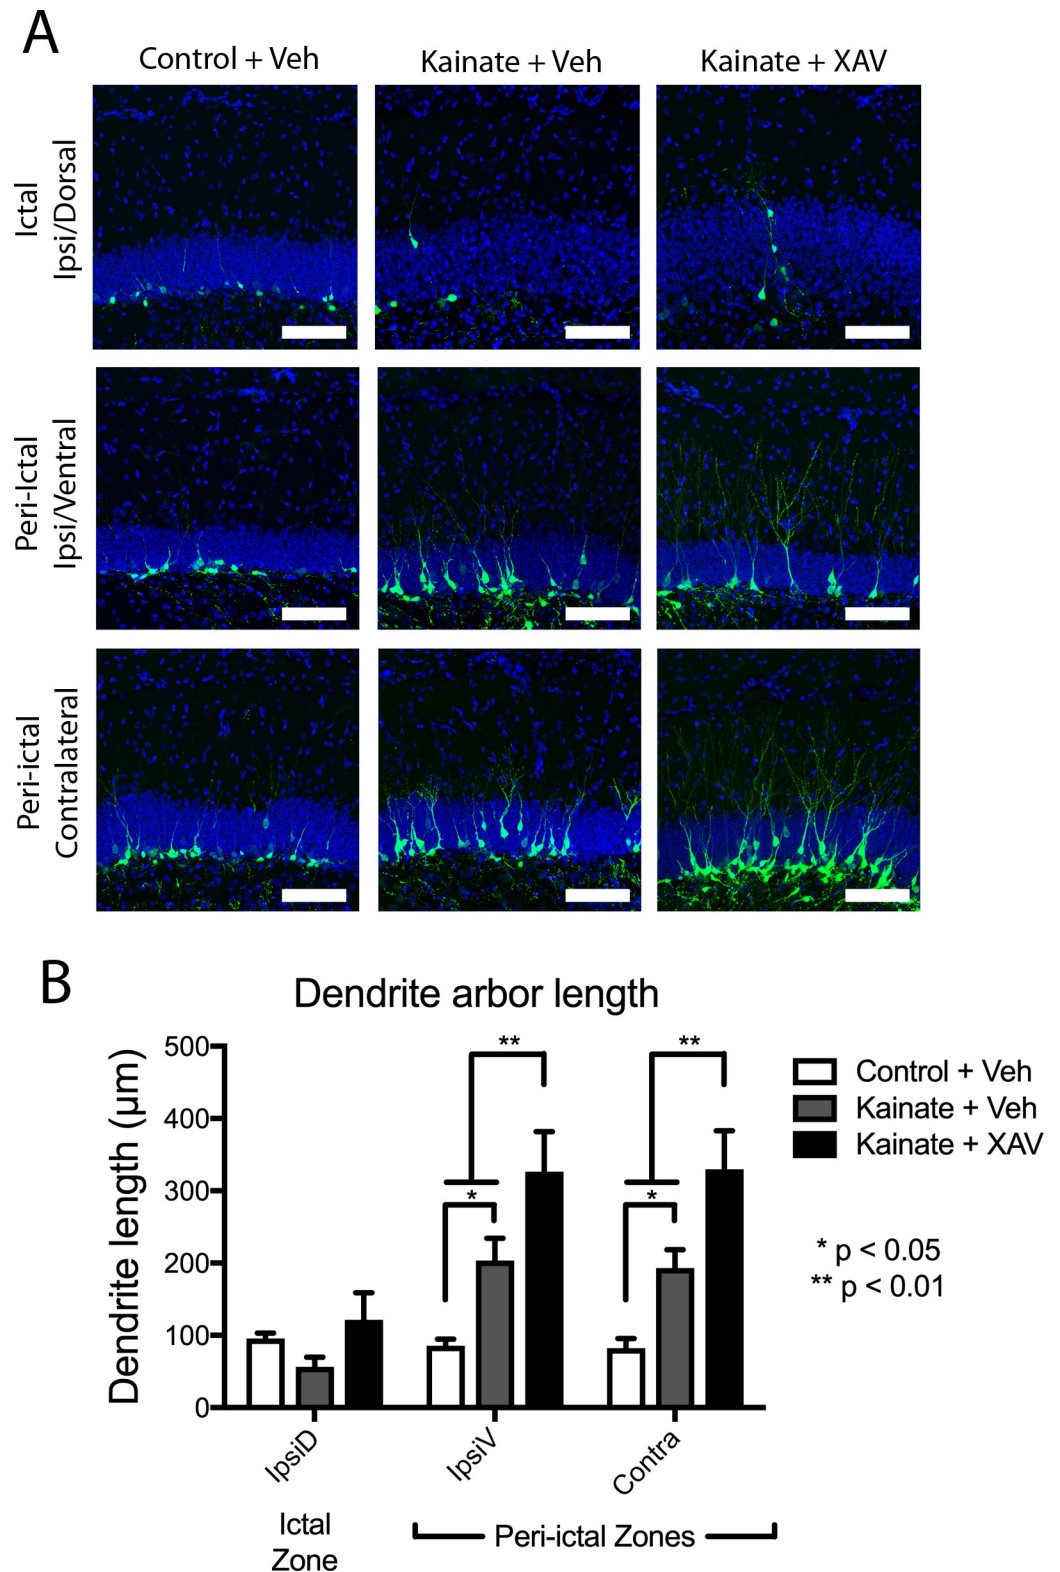 A
Control + Veh
Kainate + Veh
Kainate + XAV
Ictal
Ipsi/Dorsal
Peri-Ictal
Ipsi/Ventral
Peri-ictal
Contralateral
B
Dendrite arbor length
Dendrite length (µm)
500
400
300
200
100
0
**
**
*
*
Control + Veh
Kainate + Veh
Kainate + XAV
* p < 0.05
** p < 0.01
IpsiD
IpsiV
Contra
Ictal
Zone
Peri-ictal Zones